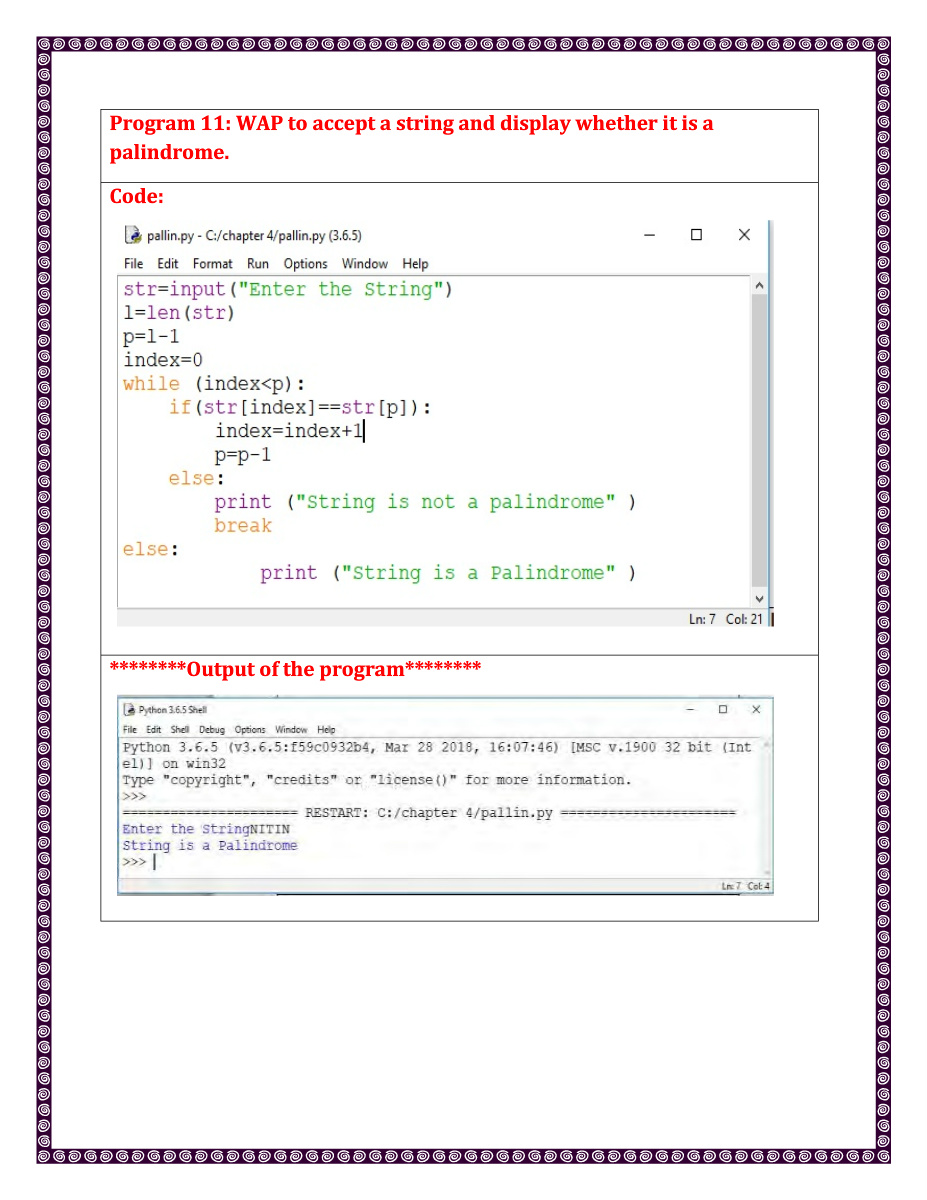 Program 11: WAP to accept a string and display whether it is a
palindrome.
Code:
pallin.py - C:/chapter 4/pallin.py (3.6.5)
File Edit Format Run Options Window Help
str=input("Enter the String")
l=len(str)
p=l-1
index=0
while (index<p):
    if(str[index]==str[p]):
        index=index+1
        p=p-1
    else:
        print ("String is not a palindrome" )
        break
else:
            print ("String is a Palindrome" )
Ln: 7 Col: 21
********Output of the program********
Python 3.6.5 Shell
File Edit Shell Debug Options Window Help
Python 3.6.5 (v3.6.5:f59c0932b4, Mar 28 2018, 16:07:46) [MSC v.1900 32 bit (Int
el)] on win32
Type "copyright", "credits" or "license()" for more information.
>>>
====================== RESTART: C:/chapter 4/pallin.py ======================
Enter the StringNITIN
String is a Palindrome
>>>
Ln: 7 Col: 4